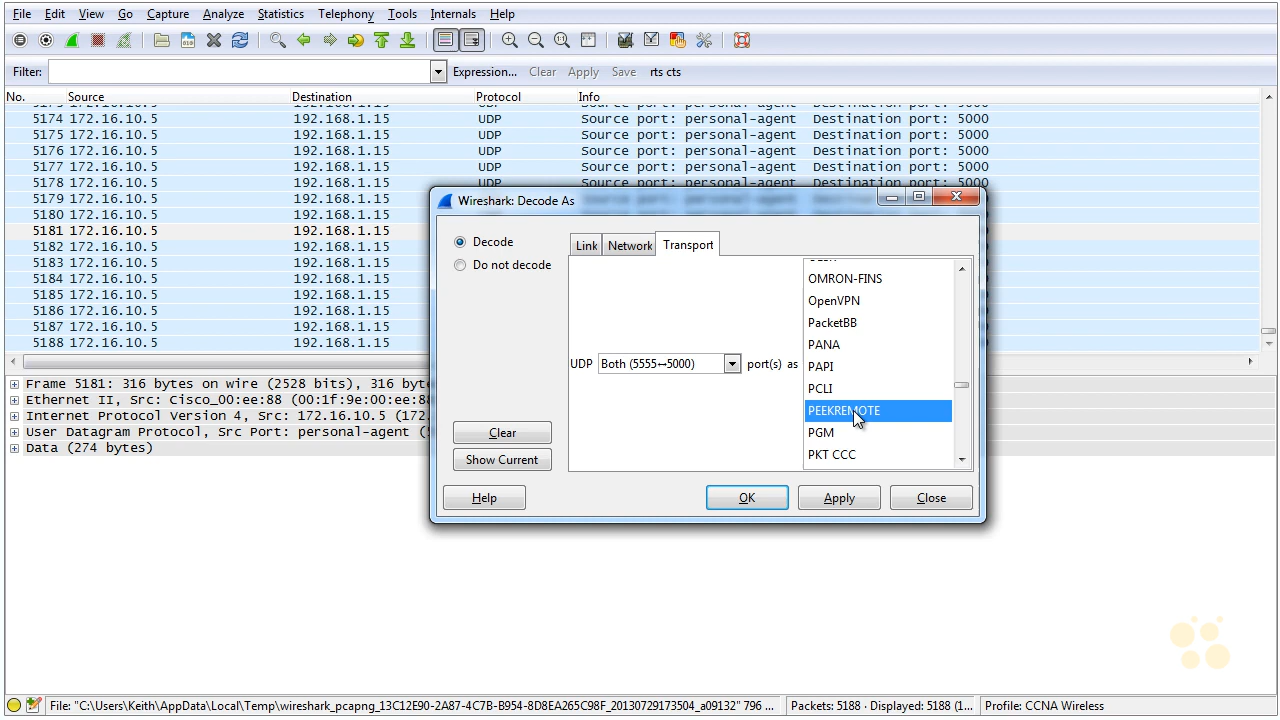 File Edit View Go Capture Analyze Statistics Telephony Tools Internals Help
Filter: Expression... Clear Apply Save rts cts
No. Source Destination Protocol Info
5174 172.16.10.5 192.168.1.15 UDP Source port: personal-agent Destination port: 5000
5175 172.16.10.5 192.168.1.15 UDP Source port: personal-agent Destination port: 5000
5176 172.16.10.5 192.168.1.15 UDP Source port: personal-agent Destination port: 5000
5177 172.16.10.5 192.168.1.15 UDP Source port: personal-agent Destination port: 5000
5178 172.16.10.5 192.168.1.15 UDP Source port: personal-agent Destination port: 5000
5179 172.16.10.5 192.168.1.15
5180 172.16.10.5 192.168.1.15
5181 172.16.10.5 192.168.1.15
5182 172.16.10.5 192.168.1.15
5183 172.16.10.5 192.168.1.15
5184 172.16.10.5 192.168.1.15
5185 172.16.10.5 192.168.1.15
5186 172.16.10.5 192.168.1.15
5187 172.16.10.5 192.168.1.15
5188 172.16.10.5 192.168.1.15
Frame 5181: 316 bytes on wire (2528 bits), 316 byt
Ethernet II, Src: Cisco_00:ee:88 (00:1f:9e:00:ee:8
Internet Protocol Version 4, Src: 172.16.10.5 (172.
User Datagram Protocol, Src Port: personal-agent (
Data (274 bytes)
Wireshark: Decode As
Decode
Do not decode
Clear
Show Current
Link Network Transport
UDP Both (5555↔5000) port(s) as
OMRON-FINS
OpenVPN
PacketBB
PANA
PAPI
PCLI
PEEKREMOTE
PGM
PKT CCC
Help OK Apply Close
File: "C:\Users\Keith\AppData\Local\Temp\wireshark_pcapng_13C12E90-2A87-4C7B-B954-8D8EA265C98F_20130729173504_a09132" 796 ... Packets: 5188 · Displayed: 5188 (1... Profile: CCNA Wireless